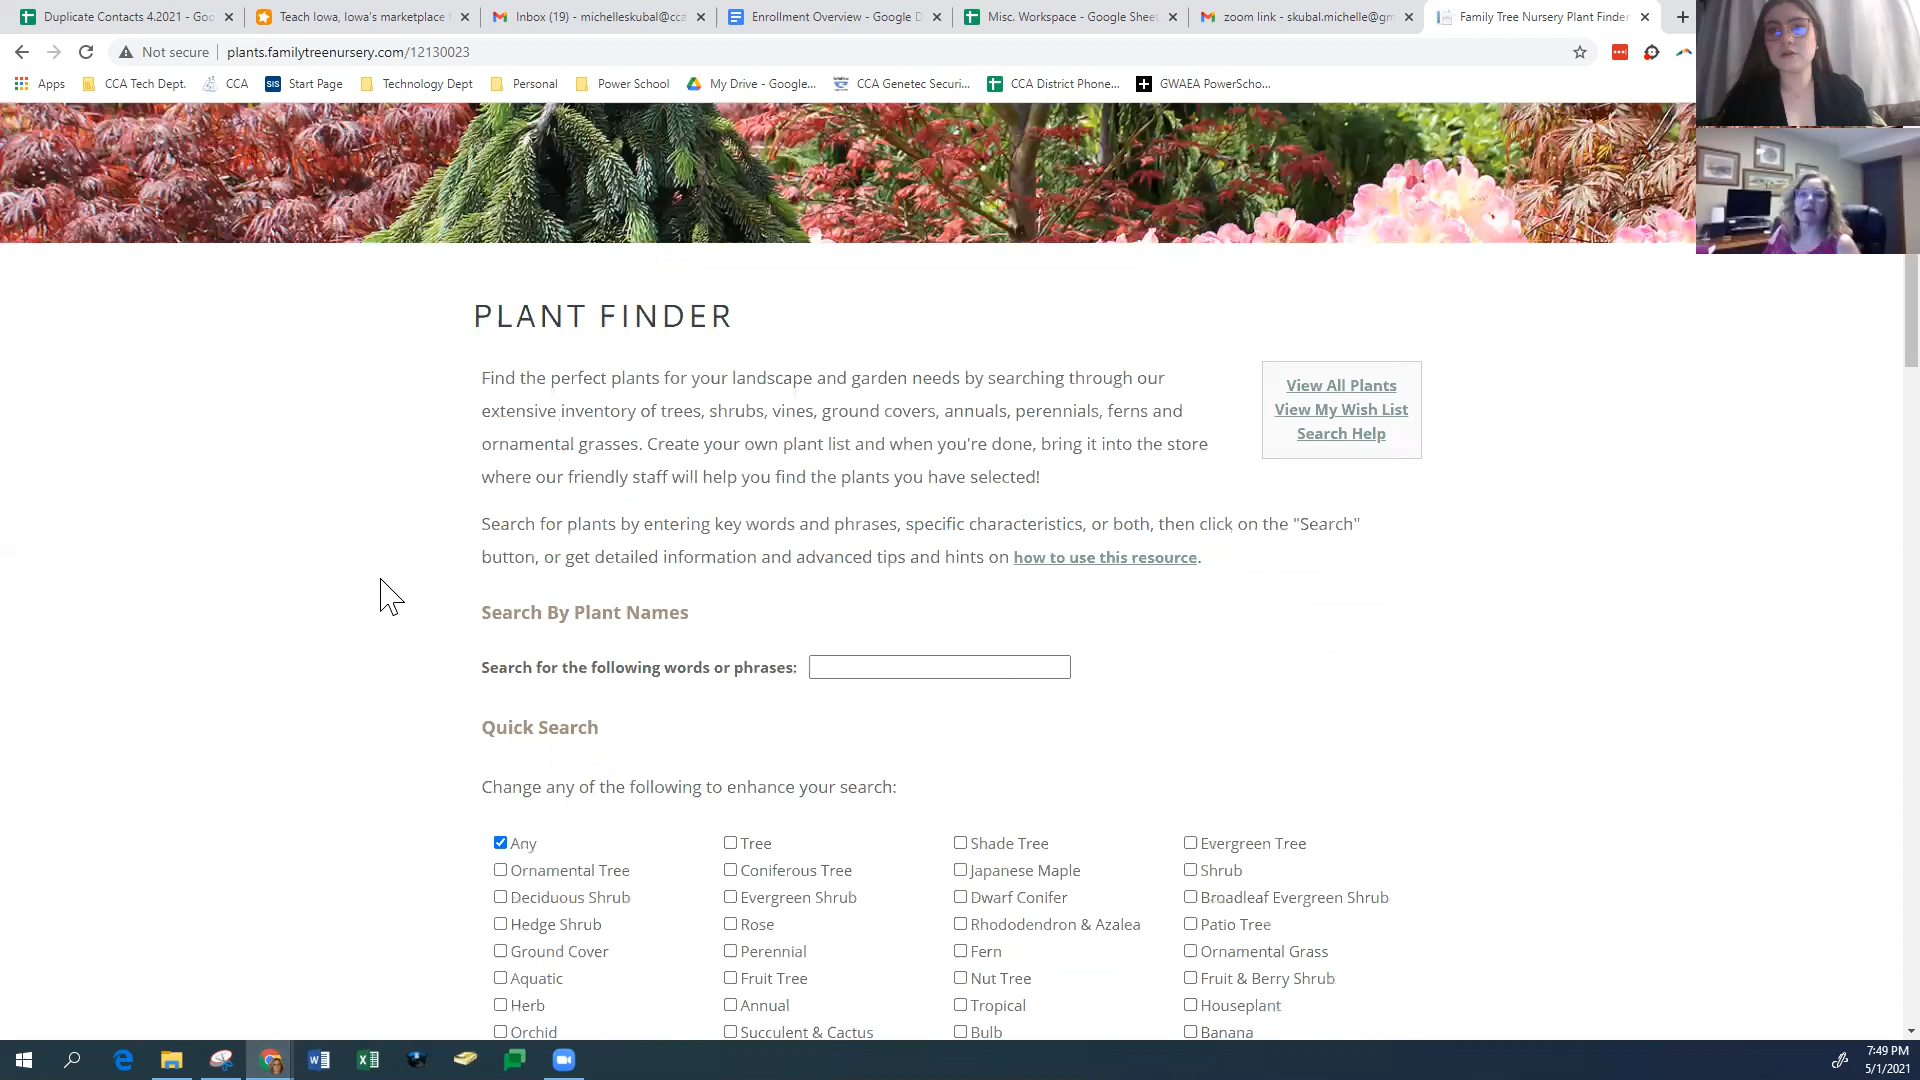 Duplicate Contacts 4.2021 - Goo
Teach Iowa, Iowa's marketplace f
Inbox (19) - michelleskubal@cca
Enrollment Overview - Google D
Misc. Workspace - Google Sheet
zoom link - skubal.michelle@gm
Family Tree Nursery Plant Finder
Not secure
plants.familytreenursery.com/12130023
Apps
CCA Tech Dept.
CCA
SIS
Start Page
Technology Dept
Personal
Power School
My Drive - Google...
CCA Genetec Securi...
CCA District Phone...
GWAEA PowerScho...
PLANT FINDER
Find the perfect plants for your landscape and garden needs by searching through our
extensive inventory of trees, shrubs, vines, ground covers, annuals, perennials, ferns and
ornamental grasses. Create your own plant list and when you're done, bring it into the store
where our friendly staff will help you find the plants you have selected!
View All Plants
View My Wish List
Search Help
Search for plants by entering key words and phrases, specific characteristics, or both, then click on the "Search"
button, or get detailed information and advanced tips and hints on how to use this resource.
Search By Plant Names
Search for the following words or phrases:
Quick Search
Change any of the following to enhance your search:
Any Tree Shade Tree Evergreen Tree
Ornamental Tree Coniferous Tree Japanese Maple Shrub
Deciduous Shrub Evergreen Shrub Dwarf Conifer Broadleaf Evergreen Shrub
Hedge Shrub Rose Rhododendron & Azalea Patio Tree
Ground Cover Perennial Fern Ornamental Grass
Aquatic Fruit Tree Nut Tree Fruit & Berry Shrub
Herb Annual Tropical Houseplant
Orchid Succulent & Cactus Bulb Banana
7:49 PM
5/1/2021